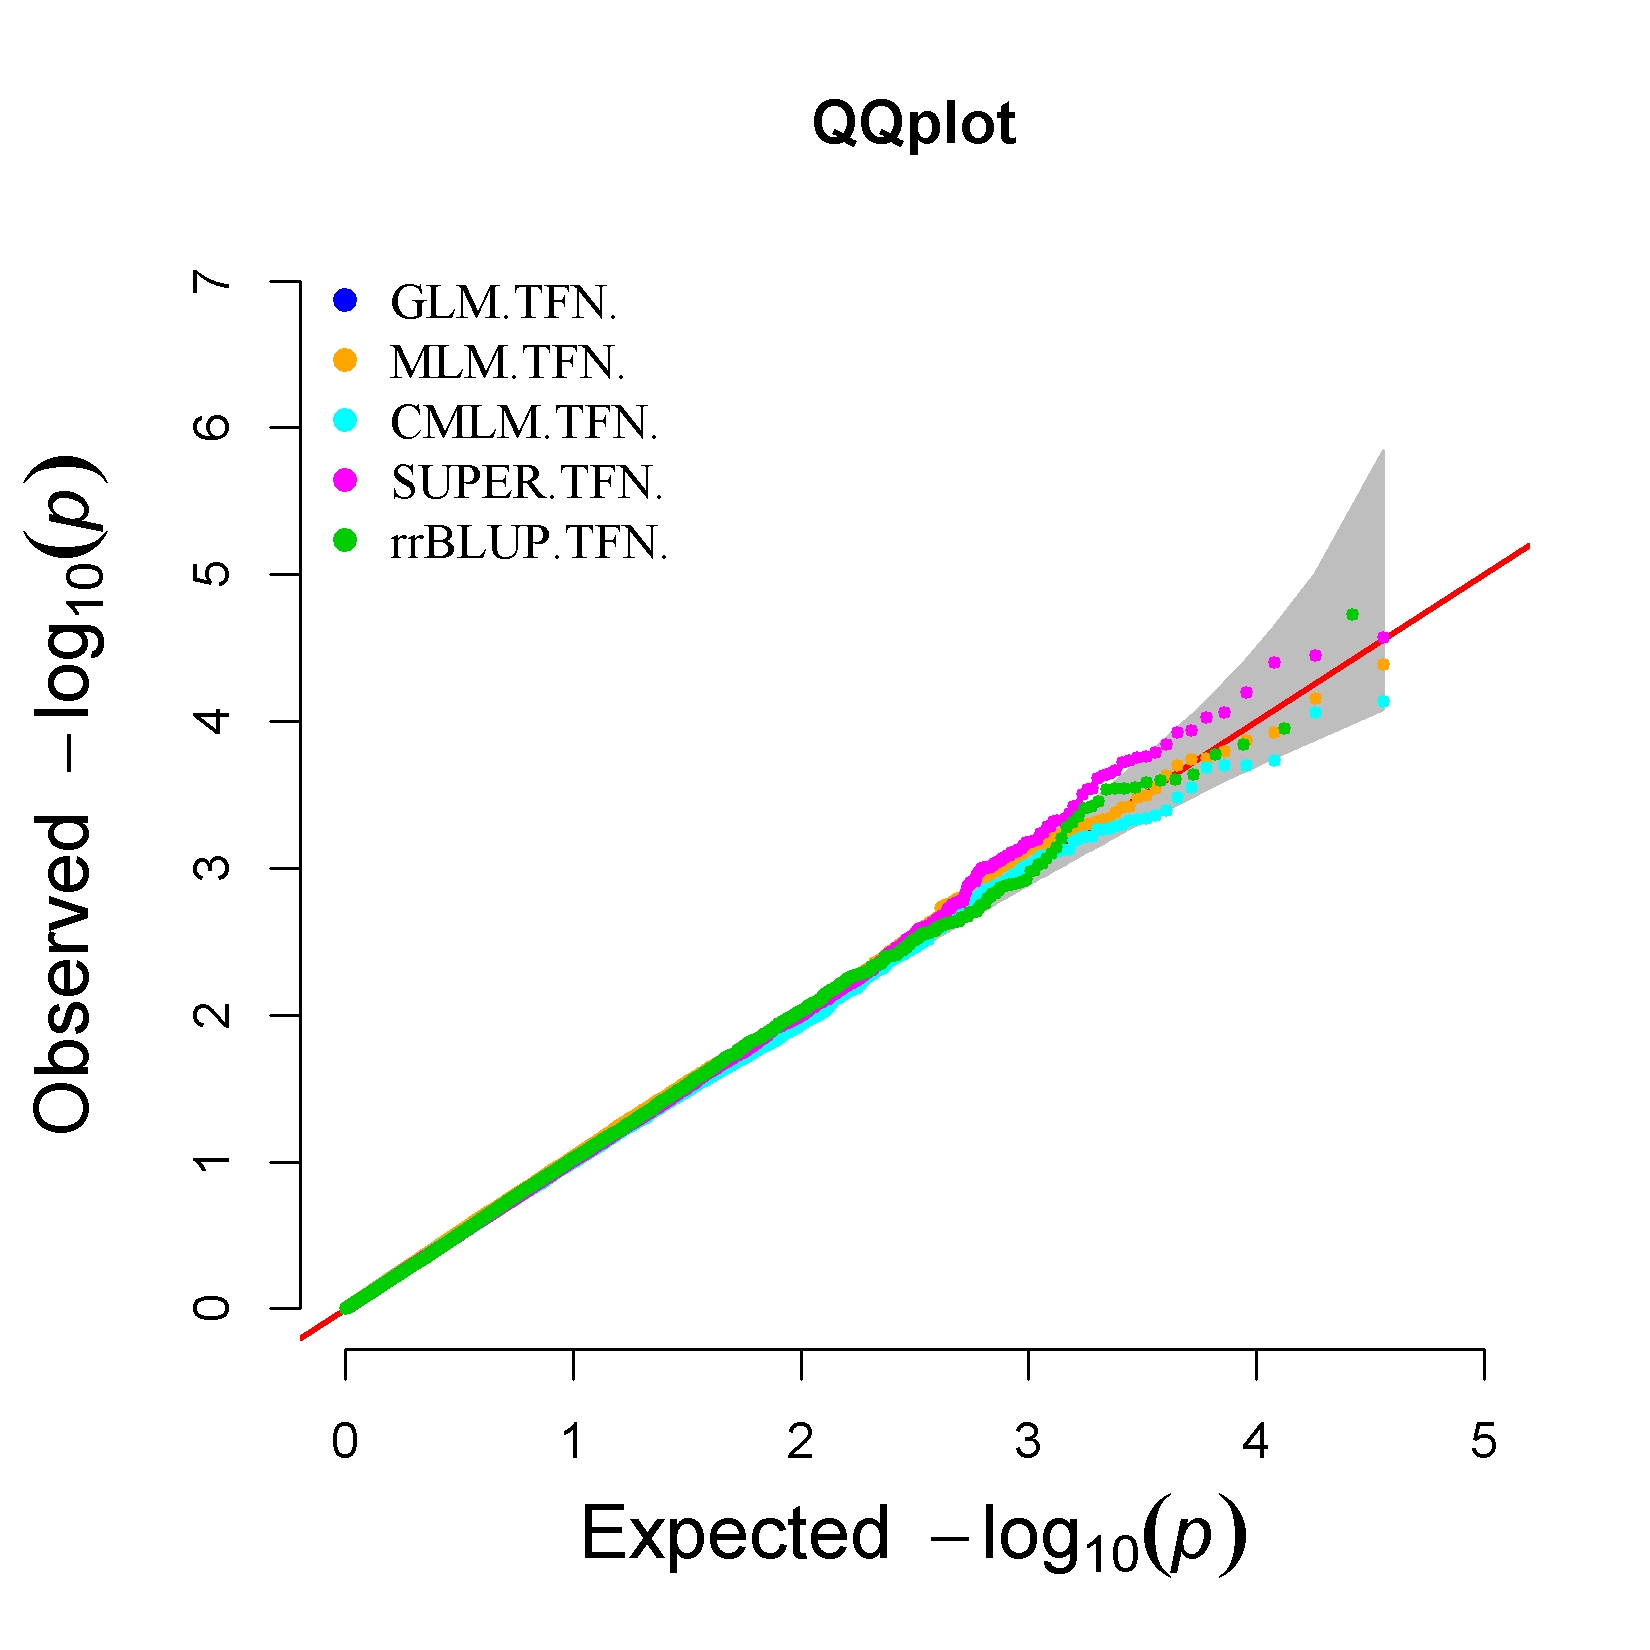 QQplot
GLM.TFN.
MLM.TFN.
CMLM.TFN.
SUPER.TFN.
rrBLUP.TFN.
Observed −log₁₀(p)
7
6
5
4
3
2
1
0
0 1 2 3 4 5
Expected −log₁₀(p)